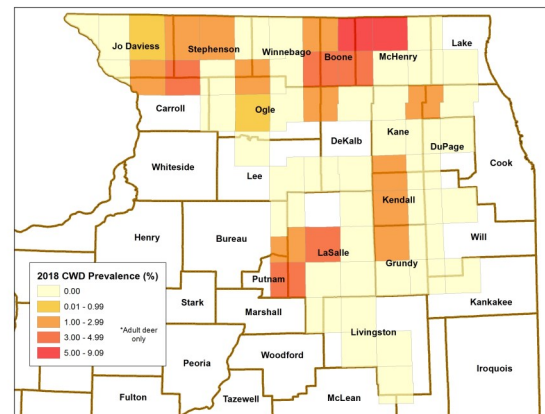 Jo Daviess
Stephenson
Winnebago
Boone
McHenry
Lake
Carroll
Ogle
DeKalb
Kane
DuPage
Cook
Whiteside
Lee
Kendall
Henry
Bureau
LaSalle
Will
Grundy
Putnam
Kankakee
Stark
Marshall
Livingston
Peoria
Woodford
Iroquois
Fulton
Tazewell
McLean
2018 CWD Prevalence (%)
0.00
0.01 - 0.99
1.00 - 2.99
3.00 - 4.99
5.00 - 9.09
*Adult deer
only